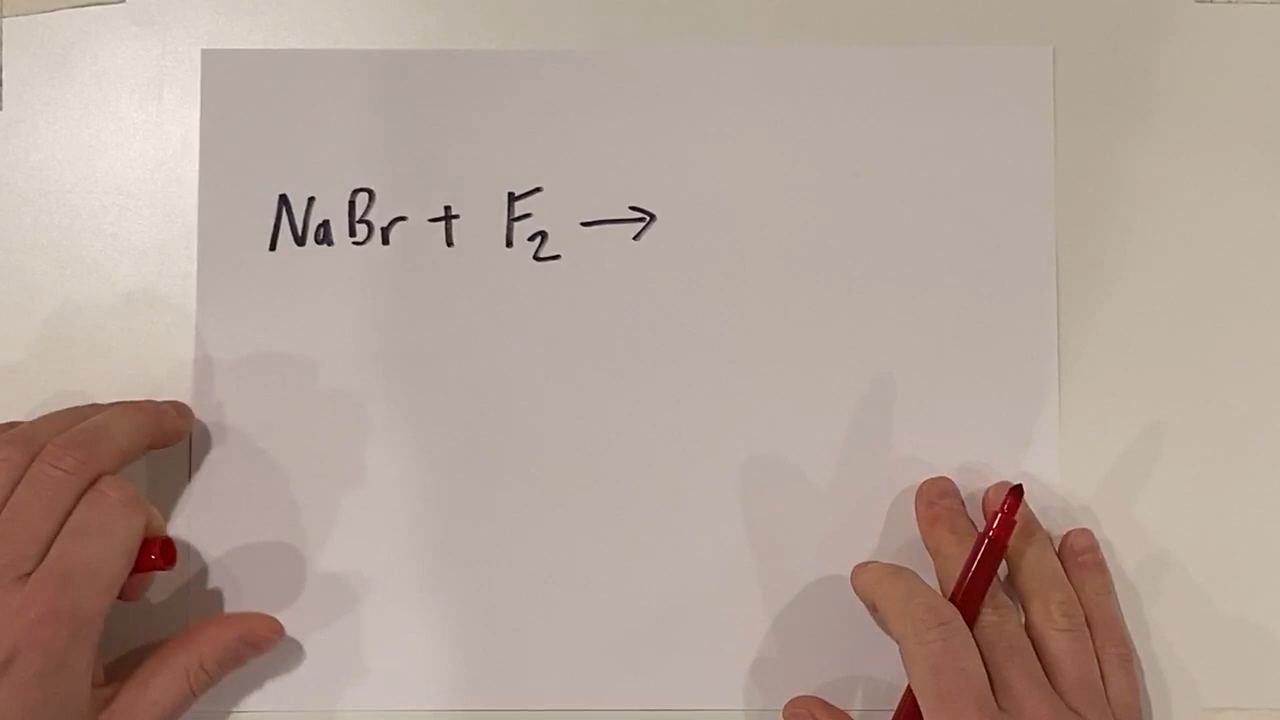 NaBr + F₂ →